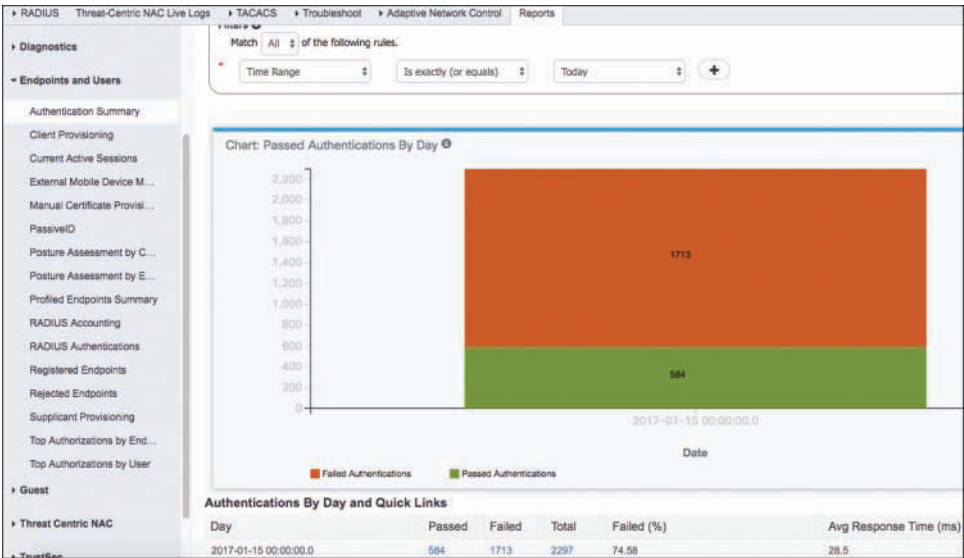 RADIUS Threat-Centric NAC Live Logs TACACS Troubleshoot Adaptive Network Control Reports
Diagnostics
Endpoints and Users
Authentication Summary
Client Provisioning
Current Active Sessions
External Mobile Device M...
Manual Certificate Provisi...
PassiveID
Posture Assessment by C...
Posture Assessment by E...
Profiled Endpoints Summary
RADIUS Accounting
RADIUS Authentications
Registered Endpoints
Rejected Endpoints
Supplicant Provisioning
Top Authorizations by End...
Top Authorizations by User
Guest
Threat Centric NAC
TrustSec
Filters
Match All of the following rules.
* Time Range Is exactly (or equals) Today +
Chart: Passed Authentications By Day
2,200
2,000
1,800
1,600
1,400
1,200
1,000
800
600
400
200
0
1713
584
2017-01-15 00:00:00.0
Date
Failed Authentications Passed Authentications
Authentications By Day and Quick Links
Day Passed Failed Total Failed (%) Avg Response Time (ms)
2017-01-15 00:00:00.0 584 1713 2297 74.58 28.5